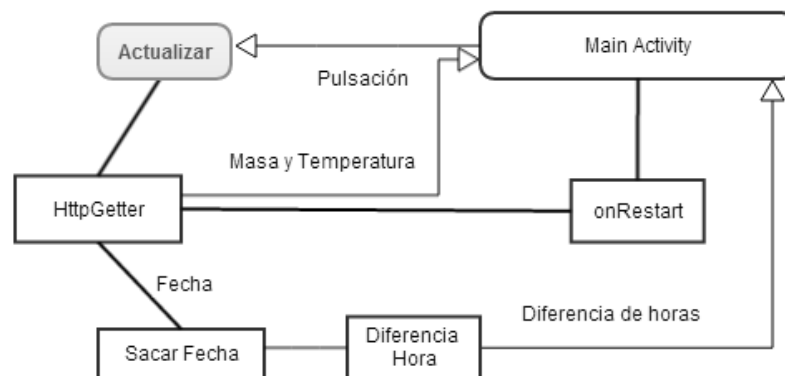 Actualizar
Main Activity
Pulsación
Masa y Temperatura
HttpGetter
onRestart
Fecha
Diferencia de horas
Sacar Fecha
Diferencia
Hora